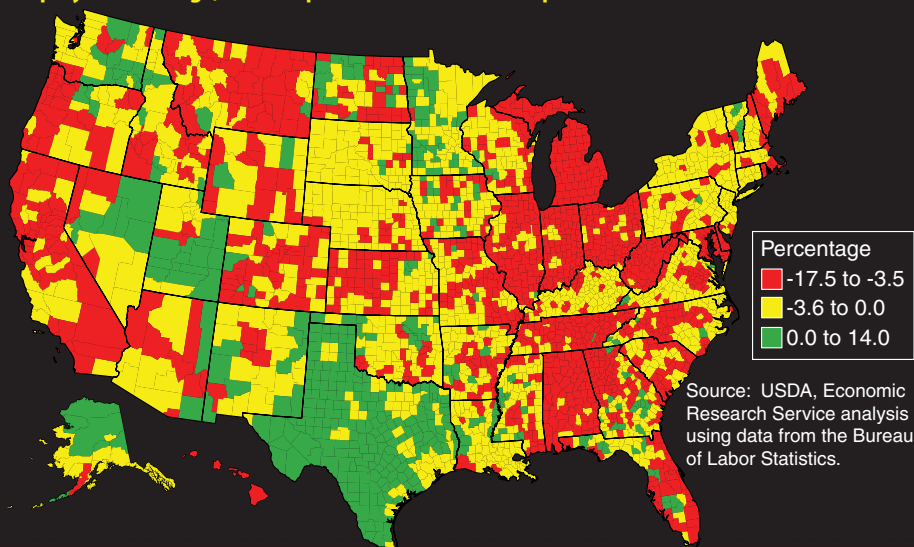 Percentage
-17.5 to -3.5
-3.6 to 0.0
0.0 to 14.0
Source: USDA, Economic
Research Service analysis
using data from the Bureau
of Labor Statistics.